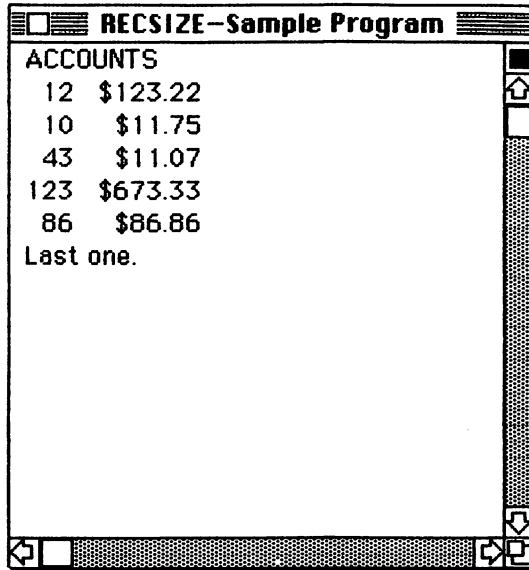 RECSIZE—Sample Program
ACCOUNTS
12 $123.22
10 $11.75
43 $11.07
123 $673.33
86 $86.86
Last one.